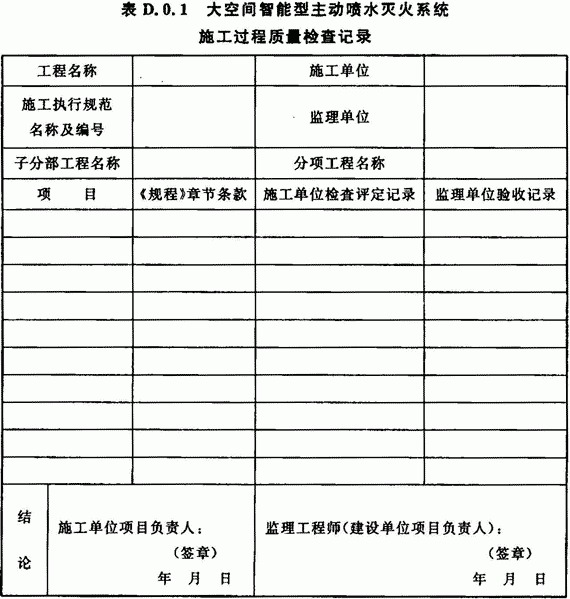 表 D.0.1 大空间智能型主动喷水灭火系统
施工过程质量检查记录
工程名称 施工单位
施工执行规范
名称及编号 监理单位
子分部工程名称 分项工程名称
项 目 《规程》章节条款 施工单位检查评定记录 监理单位验收记录
结
论
施工单位项目负责人：
(签章)
年 月 日
监理工程师(建设单位项目负责人)：
(签章)
年 月 日